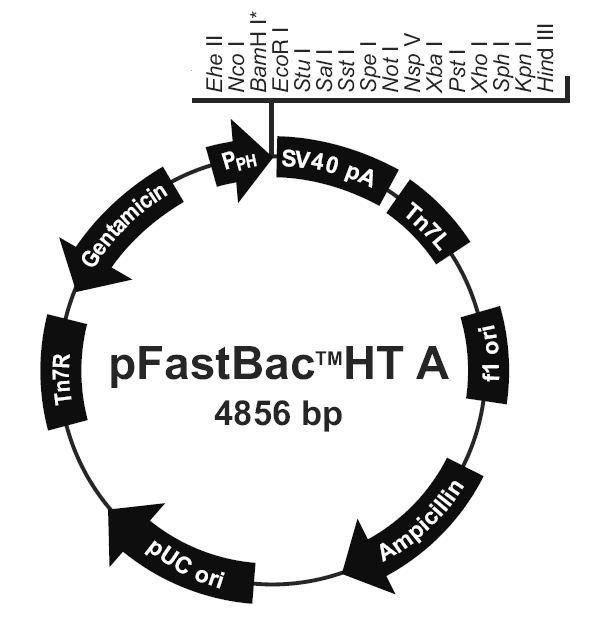 Ehe II
Nco I
BamH I*
EcoR I
Stu I
Sal I
Sst I
Spe I
Not I
Nsp V
Xba I
Pst I
Xho I
Sph I
Kpn I
Hind III
PPH
SV40 pA
Tn7L
f1 ori
Ampicillin
pUC ori
Tn7R
Gentamicin
pFastBac™HT A
4856 bp